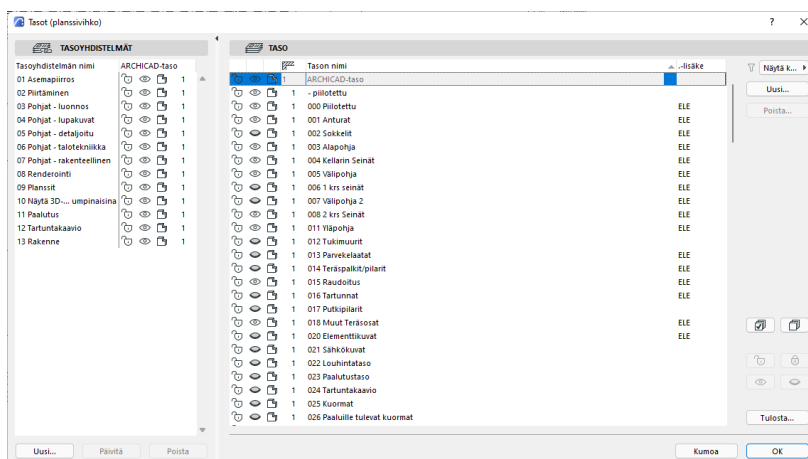 Tasot (planssivihko)
?
TASOYHDISTELMÄT
Tasoyhdistelmän nimi ARCHICAD-taso
01 Asemapiirros 1
02 Piirtäminen 1
03 Pohjat - luonnos 1
04 Pohjat - lupakuvat 1
05 Pohjat - detaljoitu 1
06 Pohjat - talotekniikka 1
07 Pohjat - rakenteellinen 1
08 Renderointi 1
09 Planssit 1
10 Näytä 3D-... umpinaisina 1
11 Paalutus 1
12 Tartuntakaavio 1
13 Rakenne 1
Uusi... Päivitä Poista
TASO
Tason nimi .-lisäke
1 ARCHICAD-taso
1 - piilotettu
1 000 Piilotettu ELE
1 001 Anturat ELE
1 002 Sokkelit ELE
1 003 Alapohja ELE
1 004 Kellarin Seinät ELE
1 005 Välipohja ELE
1 006 1 krs seinät ELE
1 007 Välipohja 2 ELE
1 008 2 krs Seinät ELE
1 011 Yläpohja ELE
1 012 Tukimuurit
1 013 Parvekelaatat ELE
1 014 Teräspalkit/pilarit ELE
1 015 Raudoitus ELE
1 016 Tartunnat ELE
1 017 Putkipilarit
1 018 Muut Teräsosat ELE
1 020 Elementtikuvat ELE
1 021 Sähkökuvat
1 022 Louhintataso
1 023 Paalutustaso
1 024 Tartuntakaavio
1 025 Kuormat
1 026 Paaluille tulevat kuormat
Näytä k...
Uusi...
Poista...
Tulosta...
Kumoa OK